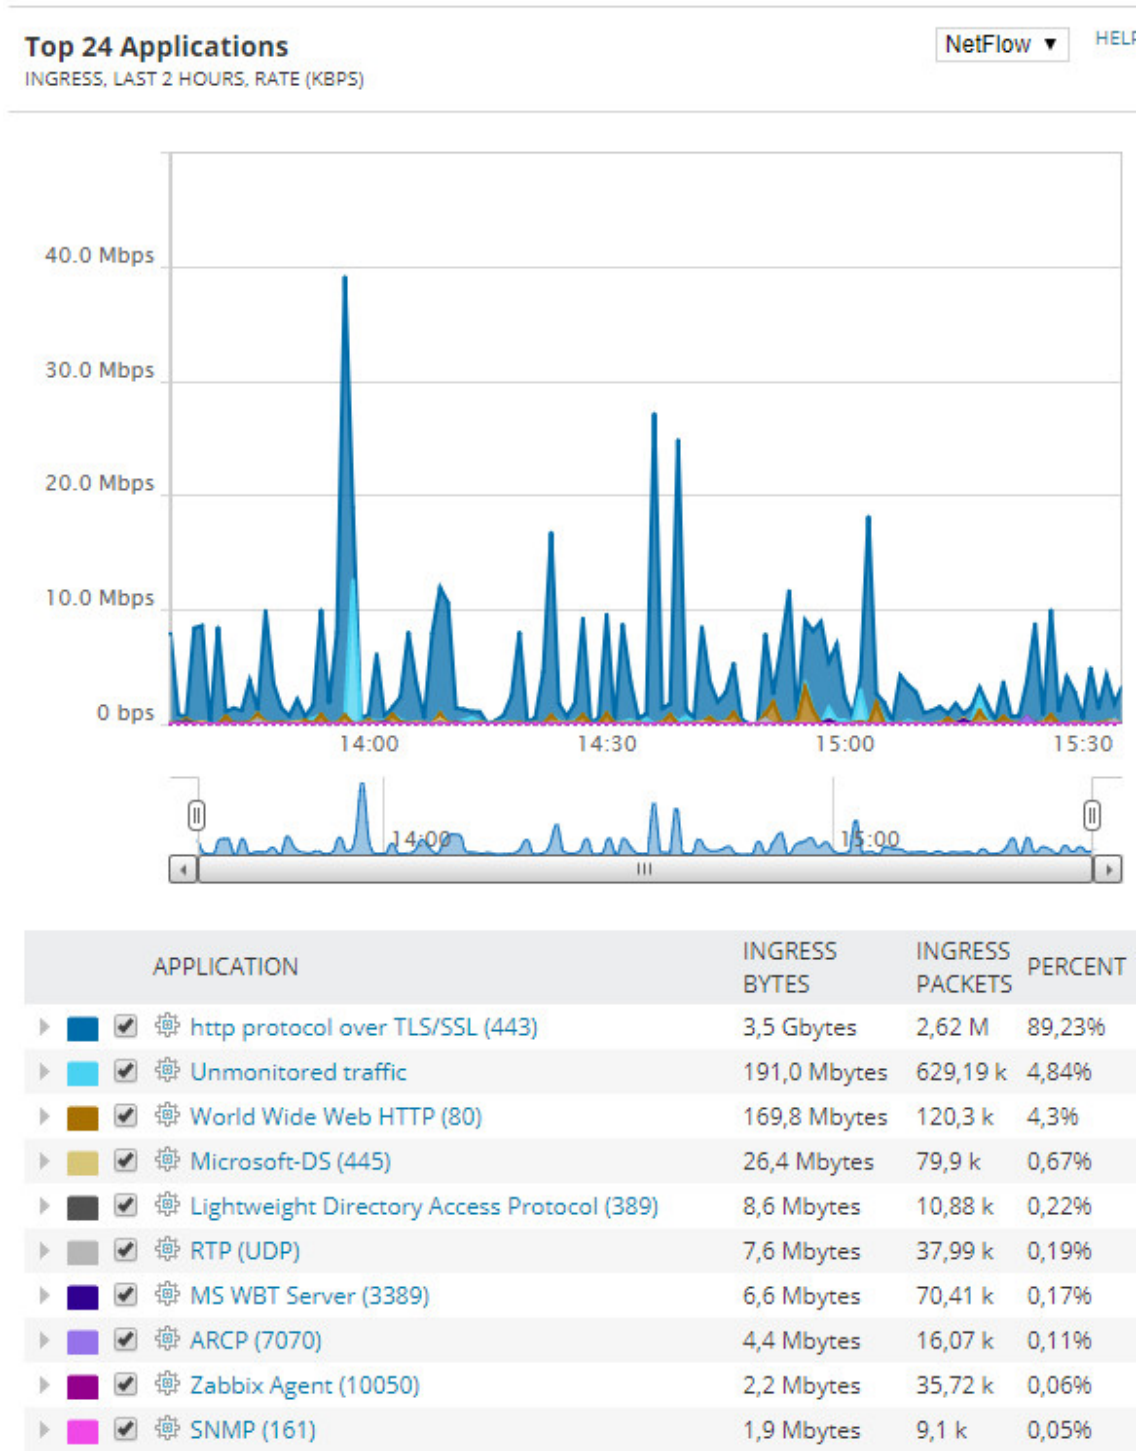 Top 24 Applications
NetFlow ▼
HELP
INGRESS, LAST 2 HOURS, RATE (KBPS)
40.0 Mbps
30.0 Mbps
20.0 Mbps
10.0 Mbps
0 bps
14:00 14:30 15:00 15:30
14:00 15:00
APPLICATION INGRESS BYTES INGRESS PACKETS PERCENT
http protocol over TLS/SSL (443) 3,5 Gbytes 2,62 M 89,23%
Unmonitored traffic 191,0 Mbytes 629,19 k 4,84%
World Wide Web HTTP (80) 169,8 Mbytes 120,3 k 4,3%
Microsoft-DS (445) 26,4 Mbytes 79,9 k 0,67%
Lightweight Directory Access Protocol (389) 8,6 Mbytes 10,88 k 0,22%
RTP (UDP) 7,6 Mbytes 37,99 k 0,19%
MS WBT Server (3389) 6,6 Mbytes 70,41 k 0,17%
ARCP (7070) 4,4 Mbytes 16,07 k 0,11%
Zabbix Agent (10050) 2,2 Mbytes 35,72 k 0,06%
SNMP (161) 1,9 Mbytes 9,1 k 0,05%